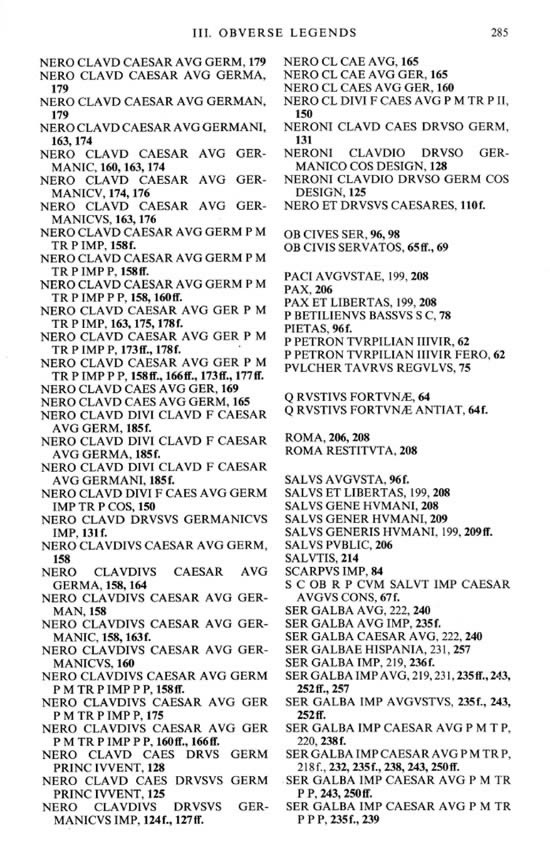 III. OBVERSE LEGENDS 285
NERO CLAVD CAESAR AVG GERM, 179
NERO CLAVD CAESAR AVG GERMA,
179
NERO CLAVD CAESAR AVG GERMAN,
179
NERO CLAVD CAESAR AVG GERMANI,
163, 174
NERO CLAVD CAESAR AVG GER-
MANIC, 160, 163, 174
NERO CLAVD CAESAR AVG GER-
MANICV, 174, 176
NERO CLAVD CAESAR AVG GER-
MANICVS, 163, 176
NERO CLAVD CAESAR AVG GERM P M
TR P IMP, 158f.
NERO CLAVD CAESAR AVG GERM P M
TR P IMP P, 158ff.
NERO CLAVD CAESAR AVG GERM P M
TR P IMP P P, 158, 160ff.
NERO CLAVD CAESAR AVG GER P M
TR P IMP, 163, 175, 178f.
NERO CLAVD CAESAR AVG GER P M
TR P IMP P, 173ff., 178f.
NERO CLAVD CAESAR AVG GER P M
TR P IMP P P, 158ff., 166ff., 173ff., 177ff.
NERO CLAVD CAES AVG GER, 169
NERO CLAVD CAES AVG GERM, 165
NERO CLAVD DIVI CLAVD F CAESAR
AVG GERM, 185f.
NERO CLAVD DIVI CLAVD F CAESAR
AVG GERMA, 185f.
NERO CLAVD DIVI CLAVD F CAESAR
AVG GERMANI, 185f.
NERO CLAVD DIVI F CAES AVG GERM
IMP TR P COS, 150
NERO CLAVD DRVSVS GERMANICVS
IMP, 131f.
NERO CLAVDIVS CAESAR AVG GERM,
158
NERO CLAVDIVS CAESAR AVG
GERMA, 158, 164
NERO CLAVDIVS CAESAR AVG GER-
MAN, 158
NERO CLAVDIVS CAESAR AVG GER-
MANIC, 158, 163f.
NERO CLAVDIVS CAESAR AVG GER-
MANICVS, 160
NERO CLAVDIVS CAESAR AVG GERM
P M TR P IMP P P, 158ff.
NERO CLAVDIVS CAESAR AVG GER
P M TR P IMP P, 175
NERO CLAVDIVS CAESAR AVG GER
P M TR P IMP P P, 160ff., 166ff.
NERO CLAVD CAES DRVS GERM
PRINC IVVENT, 128
NERO CLAVD CAES DRVSVS GERM
PRINC IVVENT, 125
NERO CLAVDIVS DRVSVS GER-
MANICVS IMP, 124f., 127ff.
NERO CL CAE AVG, 165
NERO CL CAE AVG GER, 165
NERO CL CAES AVG GER, 160
NERO CL DIVI F CAES AVG P M TR P II,
150
NERONI CLAVD CAES DRVSO GERM,
131
NERONI CLAVDIO DRVSO GER-
MANICO COS DESIGN, 128
NERONI CLAVDIO DRVSO GERM COS
DESIGN, 125
NERO ET DRVSVS CAESARES, 110f.
OB CIVES SER, 96, 98
OB CIVIS SERVATOS, 65ff., 69
PACI AVGVSTAE, 199, 208
PAX, 206
PAX ET LIBERTAS, 199, 208
P BETILIENVS BASSVS S C, 78
PIETAS, 96f.
P PETRON TVRPILIAN IIIVIR, 62
P PETRON TVRPILIAN IIIVIR FERO, 62
PVLCHER TAVRVS REGVLVS, 75
Q RVSTIVS FORTVNÆ, 64
Q RVSTIVS FORTVNÆ ANTIAT, 64f.
ROMA, 206, 208
ROMA RESTITVTA, 208
SALVS AVGVSTA, 96f.
SALVS ET LIBERTAS, 199, 208
SALVS GENE HVMANI, 208
SALVS GENER HVMANI, 209
SALVS GENERIS HVMANI, 199, 209ff.
SALVS PVBLIC, 206
SALVTIS, 214
SCARPVS IMP, 84
S C OB R P CVM SALVT IMP CAESAR
AVGVS CONS, 67f.
SER GALBA AVG, 222, 240
SER GALBA AVG IMP, 235f.
SER GALBA CAESAR AVG, 222, 240
SER GALBAE HISPANIA, 231, 257
SER GALBA IMP, 219, 236f.
SER GALBA IMP AVG, 219, 231, 235ff., 243,
252ff., 257
SER GALBA IMP AVGVSTVS, 235f., 243,
252ff.
SER GALBA IMP CAESAR AVG P M T P,
220, 238f.
SER GALBA IMP CAESAR AVG P M TR P,
218f., 232, 235f., 238, 243, 250ff.
SER GALBA IMP CAESAR AVG P M TR
P P, 243, 250ff.
SER GALBA IMP CAESAR AVG P M TR
P P P, 235f., 239